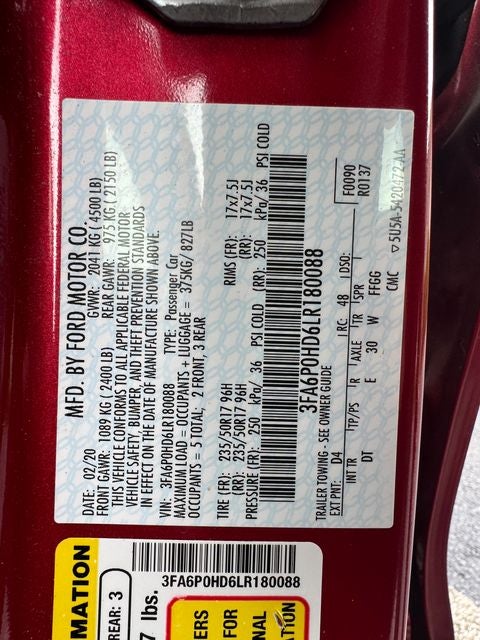 MFD. BY FORD MOTOR CO.
DATE: 02/20 GVWR: 2041 KG ( 4500 LB)
FRONT GAWR: 1089 KG ( 2400 LB) REAR GAWR: 975 KG ( 2150 LB)
THIS VEHICLE CONFORMS TO ALL APPLICABLE FEDERAL MOTOR
VEHICLE SAFETY, BUMPER, AND THEFT PREVENTION STANDARDS
IN EFFECT ON THE DATE OF MANUFACTURE SHOWN ABOVE.
VIN: 3FA6P0HD6LR180088 TYPE: Passenger Car
MAXIMUM LOAD = OCCUPANTS + LUGGAGE = 375KG/ 827LB
OCCUPANTS = 5 TOTAL; 2 FRONT, 3 REAR
TIRE (FR): 235/50R17 96H RIMS (FR): 17x7.5J
(RR): 235/50R17 96H (RR): 17x7.5J
PRESSURE (FR): 250 kPa/ 36 PSI COLD (RR): 250 kPa/ 36 PSI COLD
3FA6P0HD6LR180088
TRAILER TOWING - SEE OWNER GUIDE
EXT PNT: D4 RC: 48 DSO: F0090
R0137
INT TR TP/PS R AXLE TR SPR
DT E 30 W FFGG
CMC ▽5U5A-5420472-AA
3FA6P0HD6LR180088
MATION
REAR: 3
7 lbs.
ERS
FOR
ONAL
TION